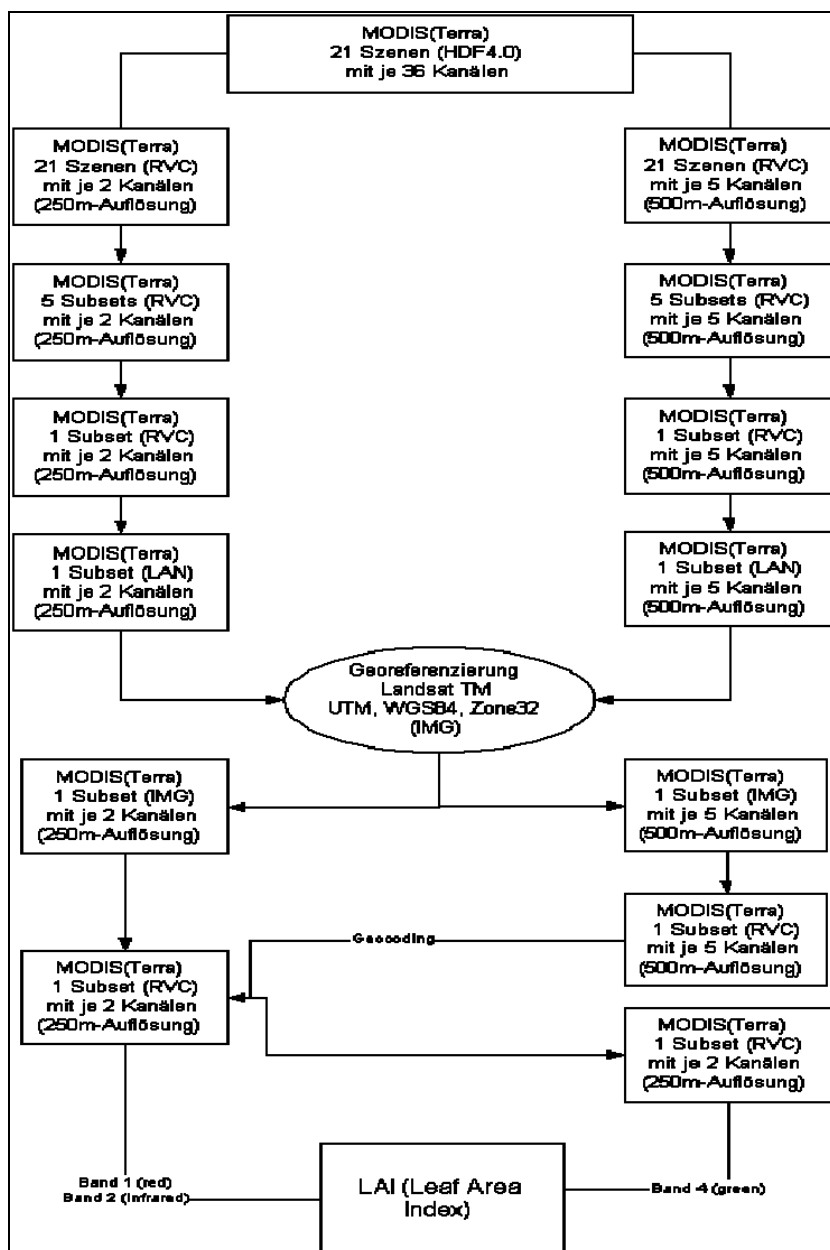 MODIS(Terra)
21 Szenen (HDF4.0)
mit je 36 Kanälen
MODIS(Terra)
21 Szenen (RVC)
mit je 2 Kanälen
(250m-Auflösung)
MODIS(Terra)
21 Szenen (RVC)
mit je 5 Kanälen
(500m-Auflösung)
MODIS(Terra)
5 Subsets (RVC)
mit je 2 Kanälen
(250m-Auflösung)
MODIS(Terra)
5 Subsets (RVC)
mit je 5 Kanälen
(500m-Auflösung)
MODIS(Terra)
1 Subset (RVC)
mit je 2 Kanälen
(250m-Auflösung)
MODIS(Terra)
1 Subset (RVC)
mit je 5 Kanälen
(500m-Auflösung)
MODIS(Terra)
1 Subset (LAN)
mit je 2 Kanälen
(250m-Auflösung)
MODIS(Terra)
1 Subset (LAN)
mit je 5 Kanälen
(500m-Auflösung)
Georeferenzierung
Landsat TM
UTM, WGS84, Zone32
(IMG)
MODIS(Terra)
1 Subset (IMG)
mit je 2 Kanälen
(250m-Auflösung)
MODIS(Terra)
1 Subset (IMG)
mit je 5 Kanälen
(500m-Auflösung)
Geocoding
MODIS(Terra)
1 Subset (RVC)
mit je 5 Kanälen
(500m-Auflösung)
MODIS(Terra)
1 Subset (RVC)
mit je 2 Kanälen
(250m-Auflösung)
MODIS(Terra)
1 Subset (RVC)
mit je 2 Kanälen
(250m-Auflösung)
Band 1 (red)
Band 2 (infrared)
LAI (Leaf Area
Index)
Band 4 (green)